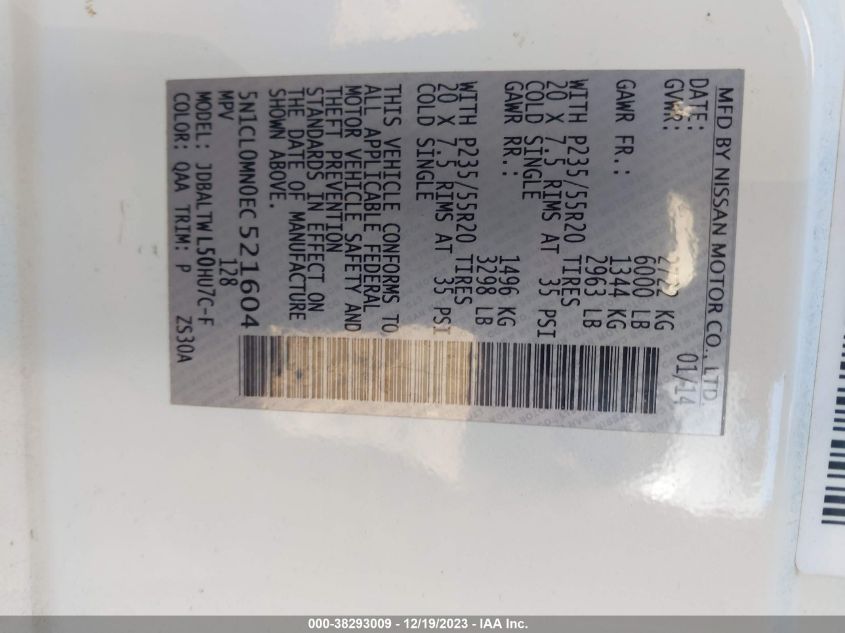 MFD BY NISSAN MOTOR CO., LTD.
DATE: 01/14
GVWR: KG
6000 LB
GAWR FR.: 1344 KG
2963 LB
WITH P235/55R20 TIRES
20 X 7.5 RIMS AT 35 PSI
COLD SINGLE
GAWR RR.: 1496 KG
3298 LB
WITH P235/55R20 TIRES
20 X 7.5 RIMS AT 35 PSI
COLD SINGLE
THIS VEHICLE CONFORMS TO
ALL APPLICABLE FEDERAL
MOTOR VEHICLE SAFETY AND
THEFT PREVENTION
STANDARDS IN EFFECT ON
THE DATE OF MANUFACTURE
SHOWN ABOVE.
5N1CL0MN0EC521604
MPV 128
MODEL: JDBALTWL50HU7C-F
COLOR: QAA TRIM: P ZS30A
000-38293009 - 12/19/2023 - IAA Inc.